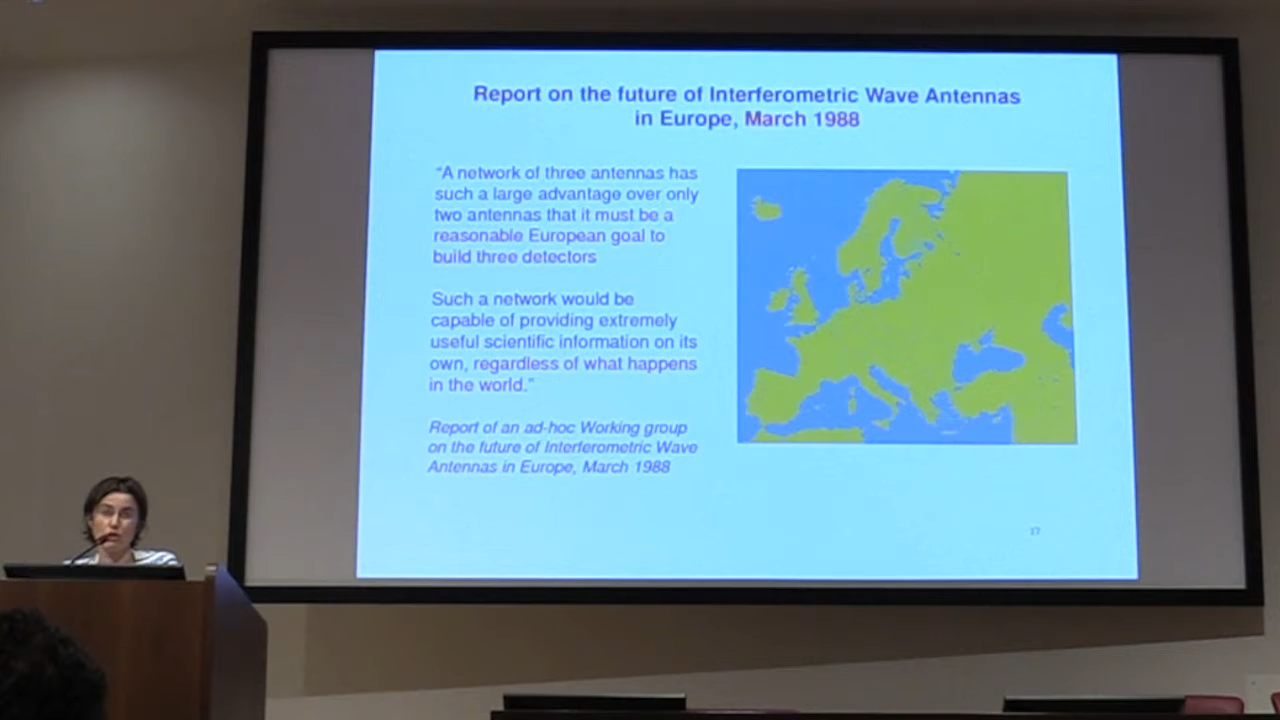 Report on the future of Interferometric Wave Antennas
in Europe, March 1988
“A network of three antennas has
such a large advantage over only
two antennas that it must be a
reasonable European goal to
build three detectors
Such a network would be
capable of providing extremely
useful scientific information on its
own, regardless of what happens
in the world.”
Report of an ad-hoc Working group
on the future of Interferometric Wave
Antennas in Europe, March 1988
17